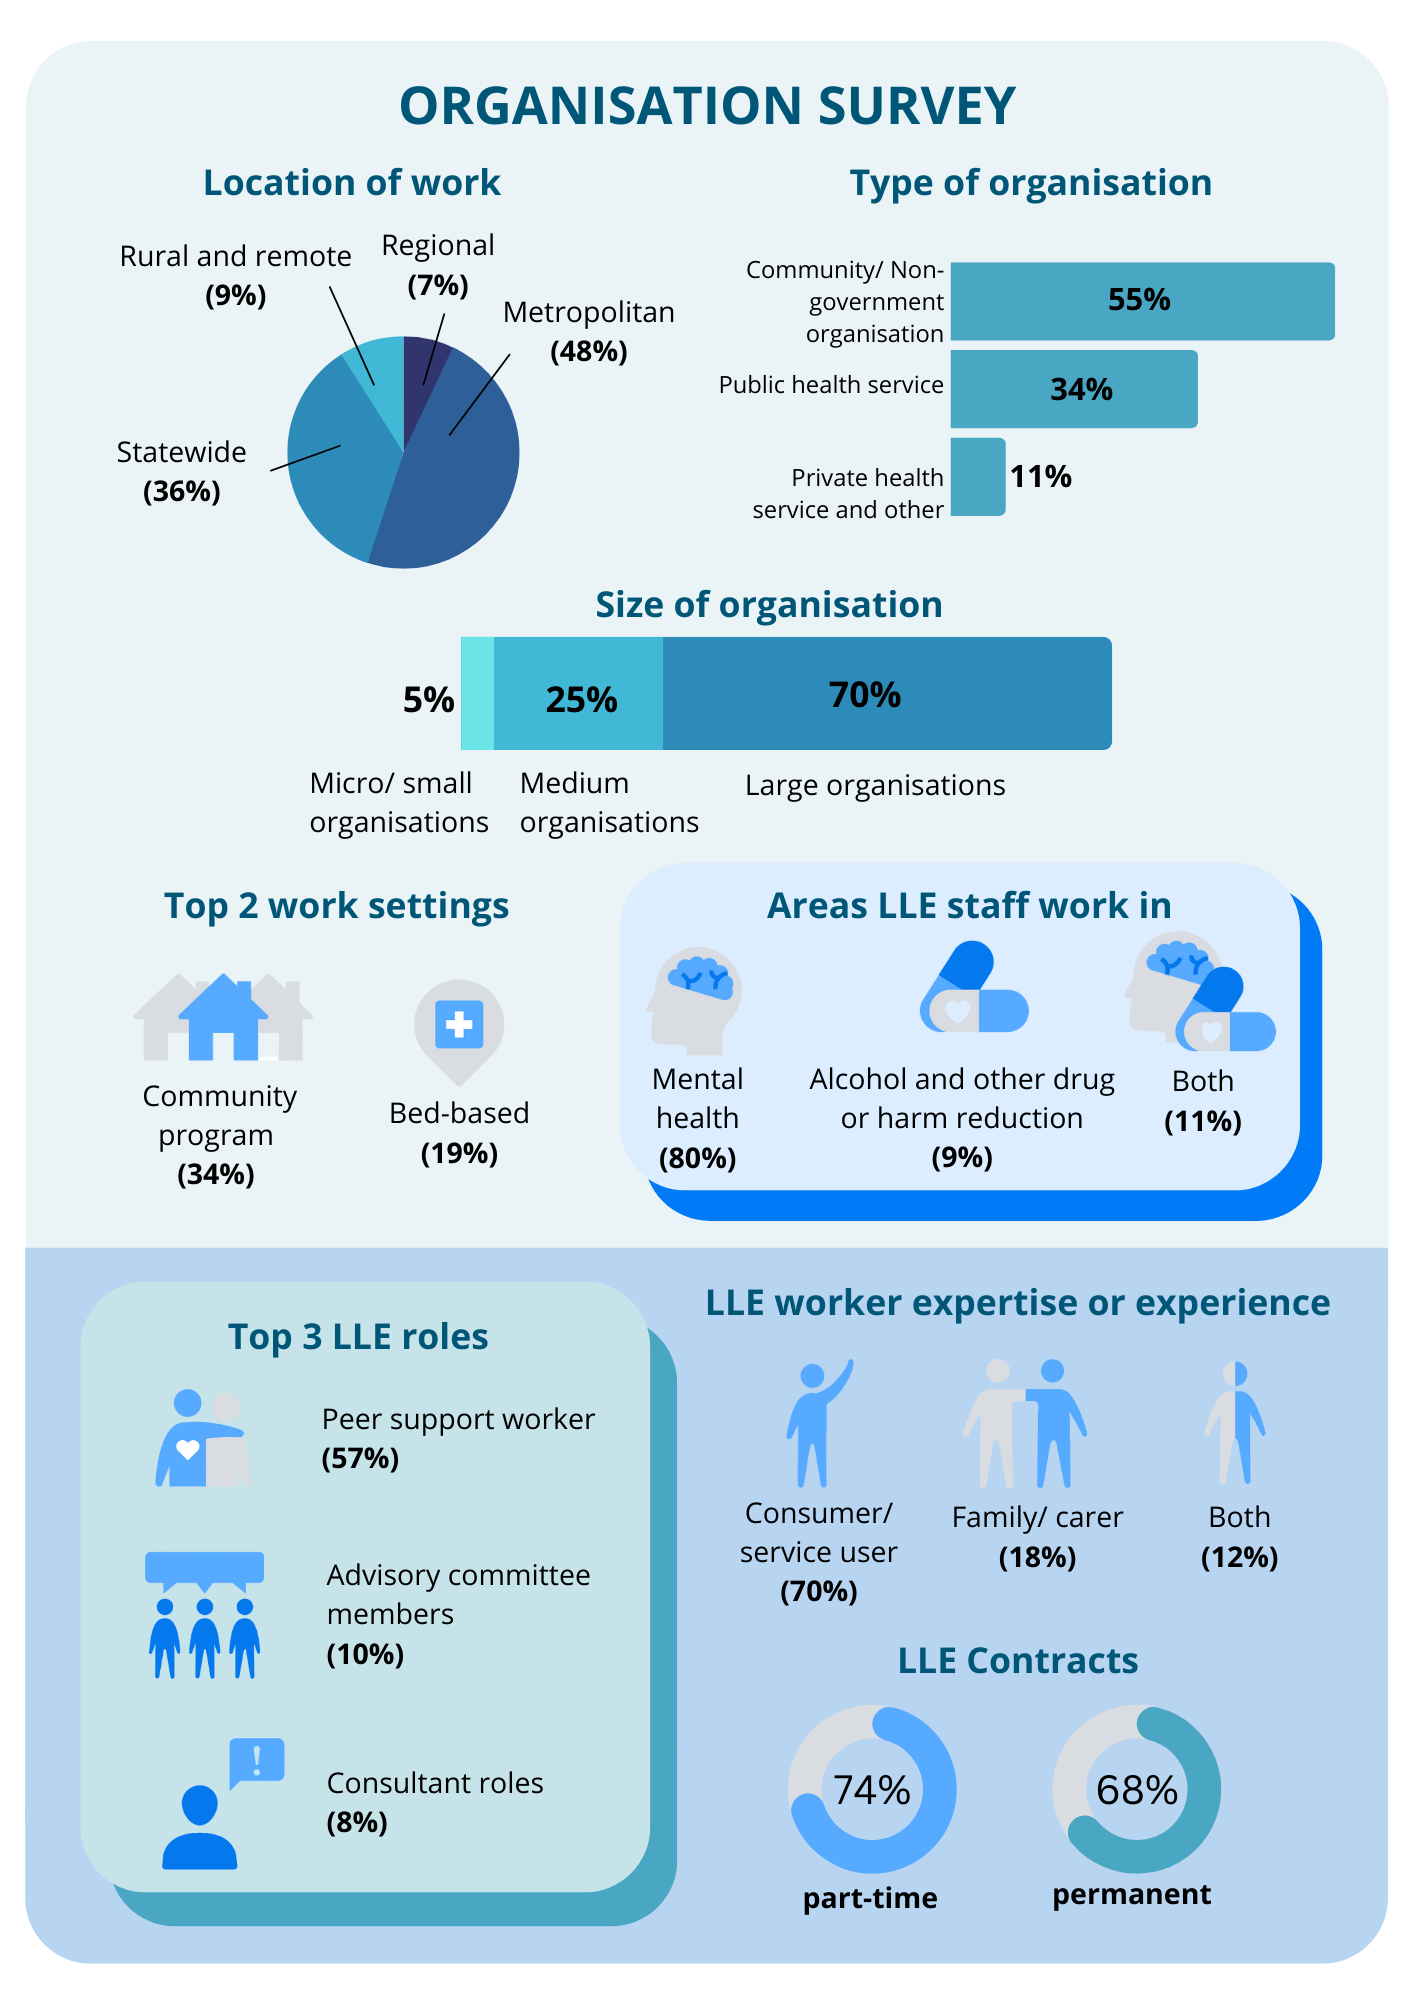 ORGANISATION SURVEY
Location of work
Rural and remote
(9%)
Regional
(7%)
Metropolitan
(48%)
Statewide
(36%)
Type of organisation
Community/ Non-
government
organisation
55%
Public health service
34%
Private health
service and other
11%
Size of organisation
5%
25%
70%
Micro/ small
organisations
Medium
organisations
Large organisations
Top 2 work settings
Community
program
(34%)
Bed-based
(19%)
Areas LLE staff work in
Mental
health
(80%)
Alcohol and other drug
or harm reduction
(9%)
Both
(11%)
Top 3 LLE roles
Peer support worker
(57%)
Advisory committee
members
(10%)
!
Consultant roles
(8%)
LLE worker expertise or experience
Consumer/
service user
(70%)
Family/ carer
(18%)
Both
(12%)
LLE Contracts
74%
part-time
68%
permanent